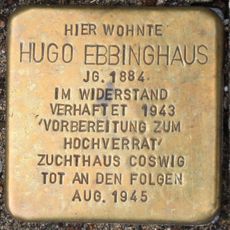 HIER WOHNTE
HUGO EBBINGHAUS
JG. 1884
IM WIDERSTAND
VERHAFTET 1943
'VORBEREITUNG ZUM
HOCHVERRAT'
ZUCHTHAUS COSWIG
TOT AN DEN FOLGEN
AUG. 1945